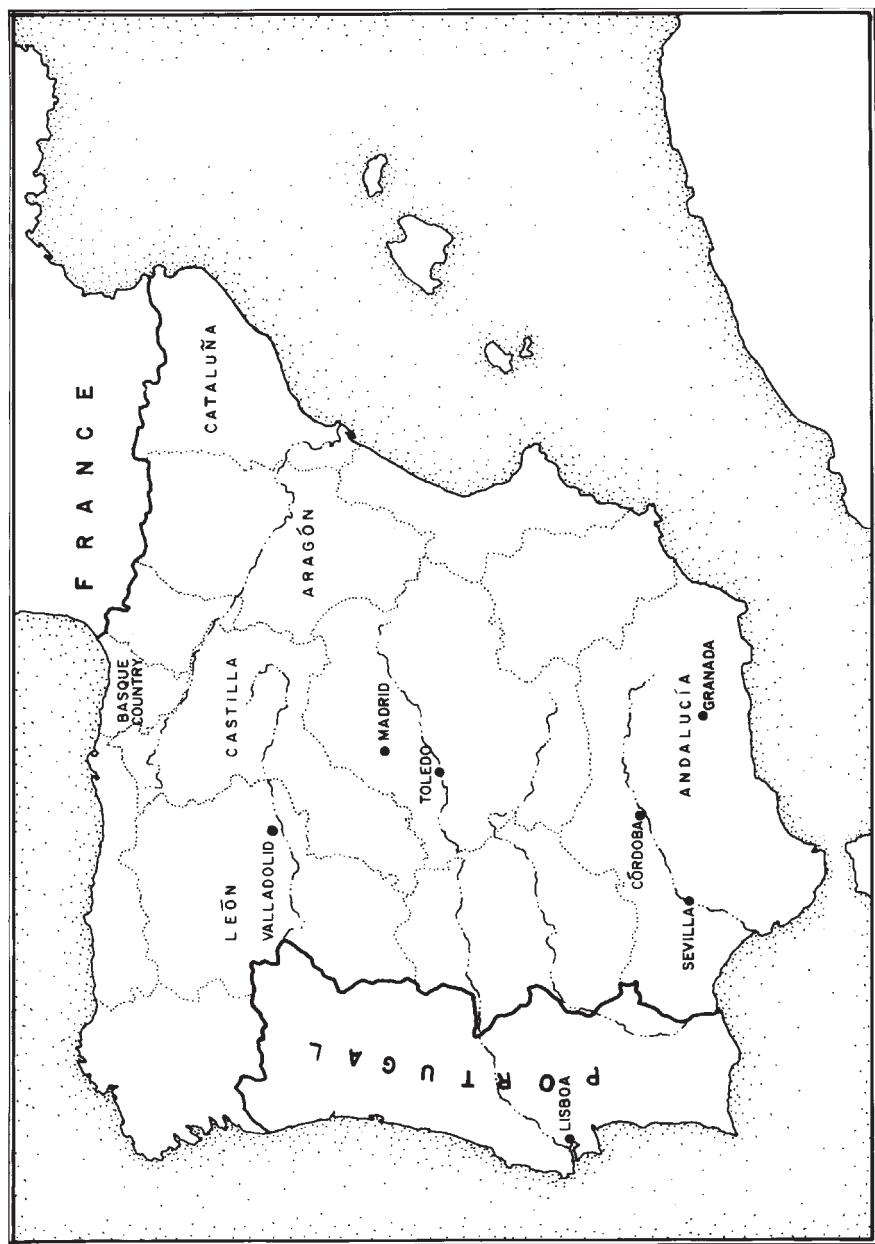 FRANCE
CATALUÑA
ARAGÓN
BASQUE
COUNTRY
CASTILLA
LEÓN
VALLADOLID
MADRID
TOLEDO
PORTUGAL
LISBOA
CÓRDOBA
SEVILLA
ANDALUCÍA
GRANADA